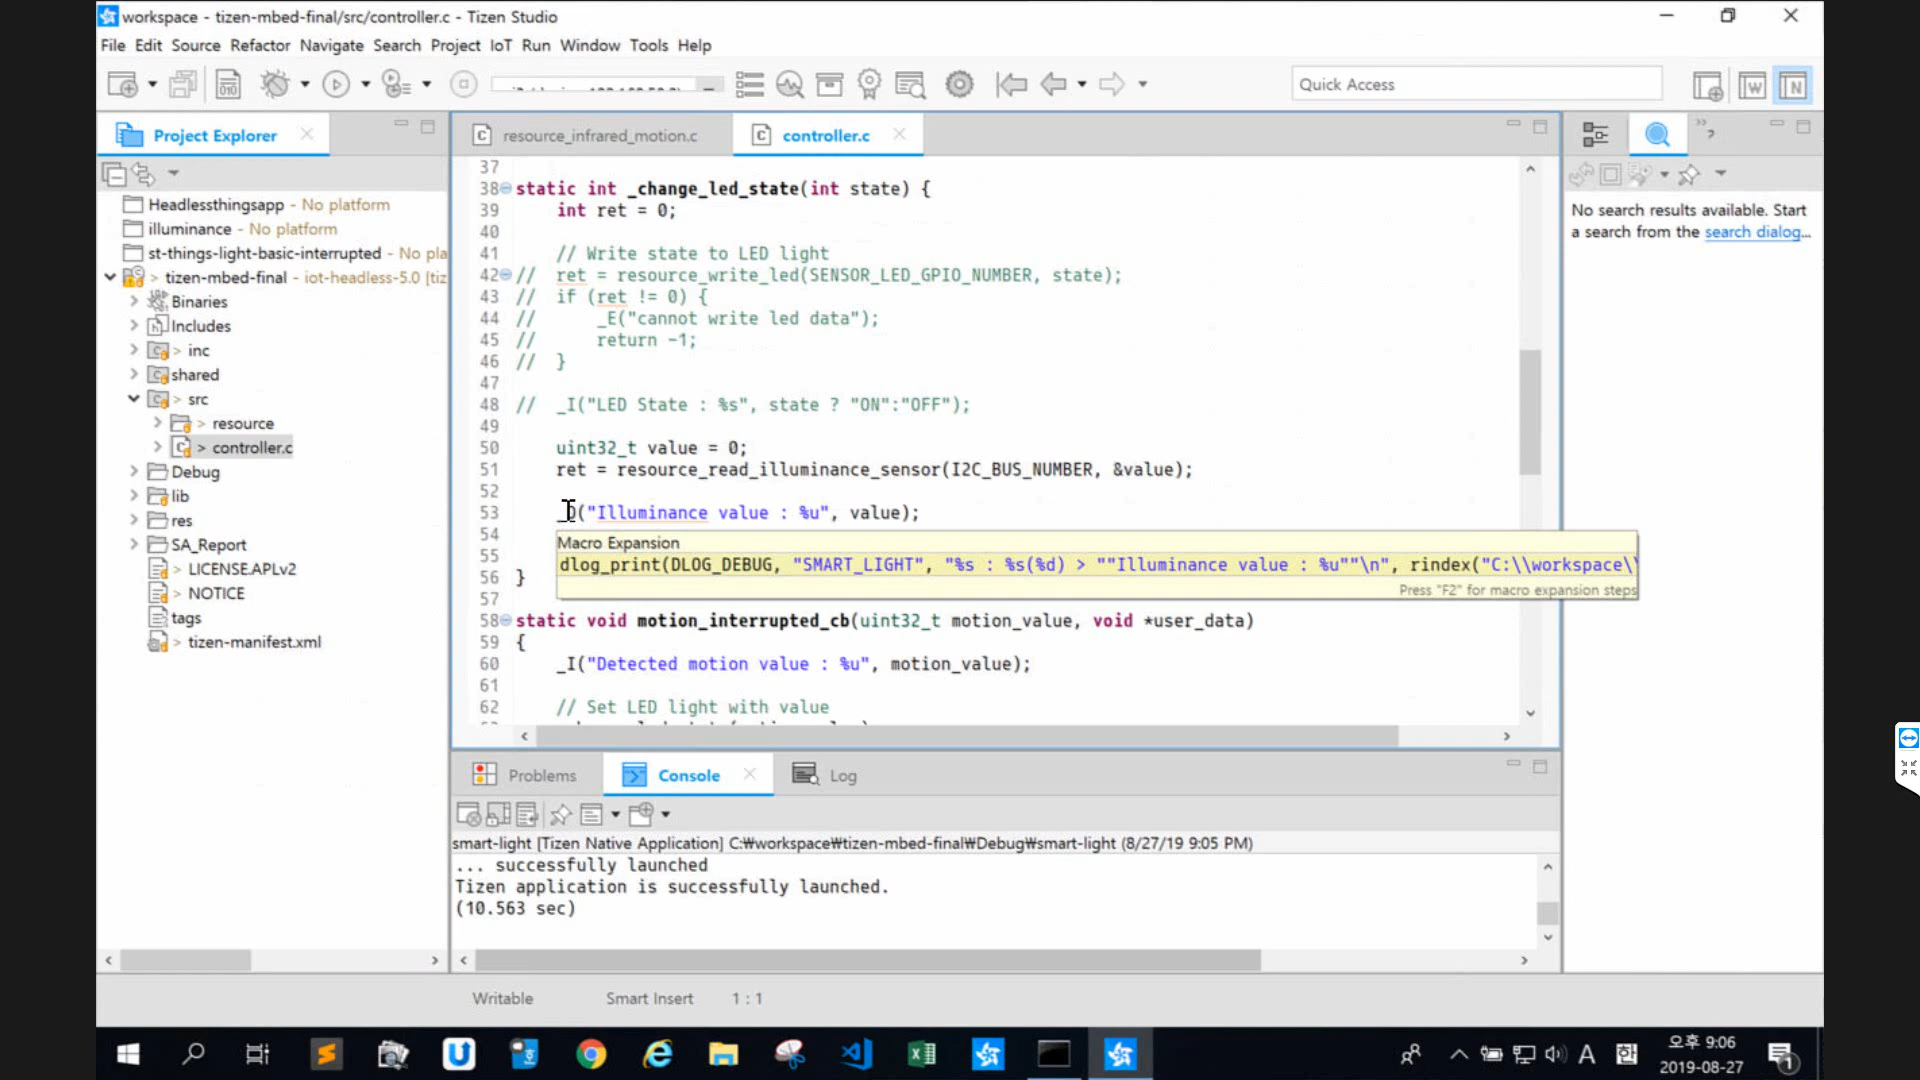 workspace - tizen-mbed-final/src/controller.c - Tizen Studio
File Edit Source Refactor Navigate Search Project IoT Run Window Tools Help
Quick Access
Project Explorer
resource_infrared_motion.c
controller.c
Headlessthingsapp - No platform
illuminance - No platform
st-things-light-basic-interrupted - No pla
> tizen-mbed-final - iot-headless-5.0 [tiz
Binaries
Includes
> inc
shared
> src
> resource
> controller.c
Debug
lib
res
SA_Report
LICENSE.APLv2
NOTICE
tags
> tizen-manifest.xml
37
38 static int _change_led_state(int state) {
39 int ret = 0;
40
41 // Write state to LED light
42 // ret = resource_write_led(SENSOR_LED_GPIO_NUMBER, state);
43 // if (ret != 0) {
44 // _E("cannot write led data");
45 // return -1;
46 // }
47
48 // _I("LED State : %s", state ? "ON":"OFF");
49
50 uint32_t value = 0;
51 ret = resource_read_illuminance_sensor(I2C_BUS_NUMBER, &value);
52
53 _D("Illuminance value : %u", value);
54
55
56 }
57
58 static void motion_interrupted_cb(uint32_t motion_value, void *user_data)
59 {
60 _I("Detected motion value : %u", motion_value);
61
62 // Set LED light with value
Macro Expansion
dlog_print(DLOG_DEBUG, "SMART_LIGHT", "%s : %s(%d) > ""Illuminance value : %u""\n", rindex("C:\\workspace\
Press "F2" for macro expansion steps
No search results available. Start
a search from the search dialog...
Problems
Console
Log
smart-light [Tizen Native Application] C:₩workspace₩tizen-mbed-final₩Debug₩smart-light (8/27/19 9:05 PM)
... successfully launched
Tizen application is successfully launched.
(10.563 sec)
Writable Smart Insert 1 : 1
A 한
오후 9:06
2019-08-27
1